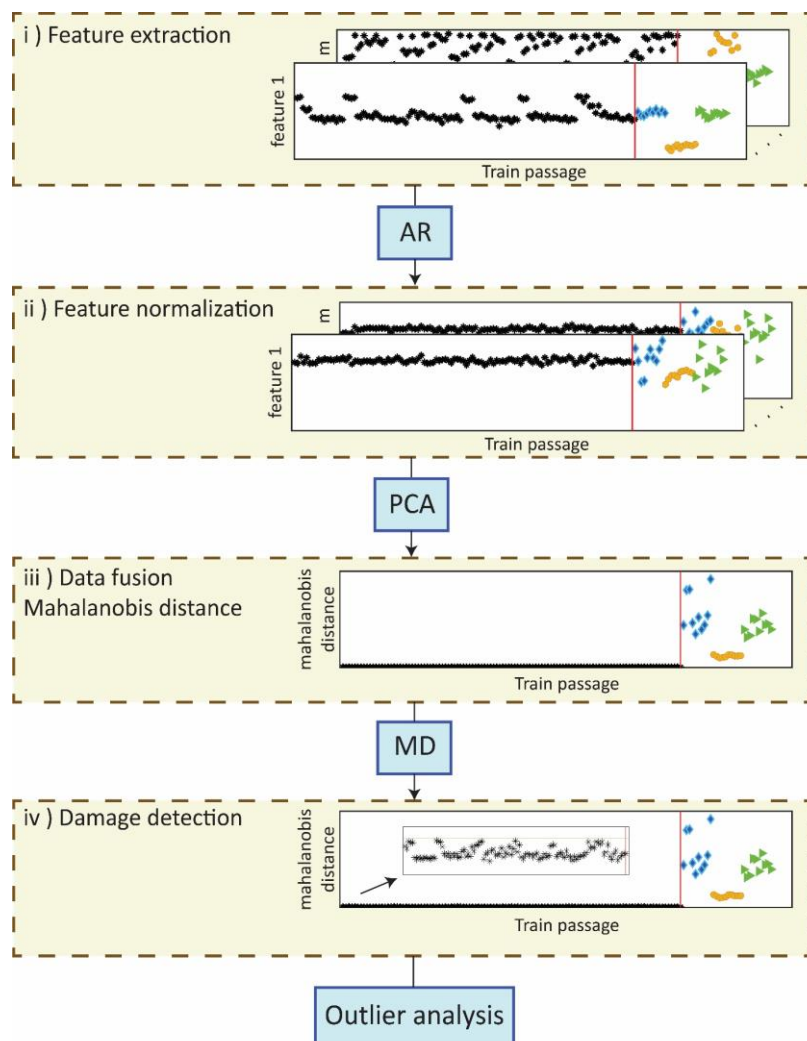 i ) Feature extraction
m
feature 1
Train passage
AR
ii ) Feature normalization
m
feature 1
Train passage
PCA
iii ) Data fusion
Mahalanobis distance
mahalanobis
distance
Train passage
MD
iv ) Damage detection
mahalanobis
distance
Train passage
Outlier analysis